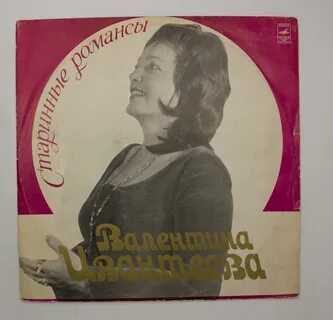 Старинные романсы
Валентина
Ивантеева